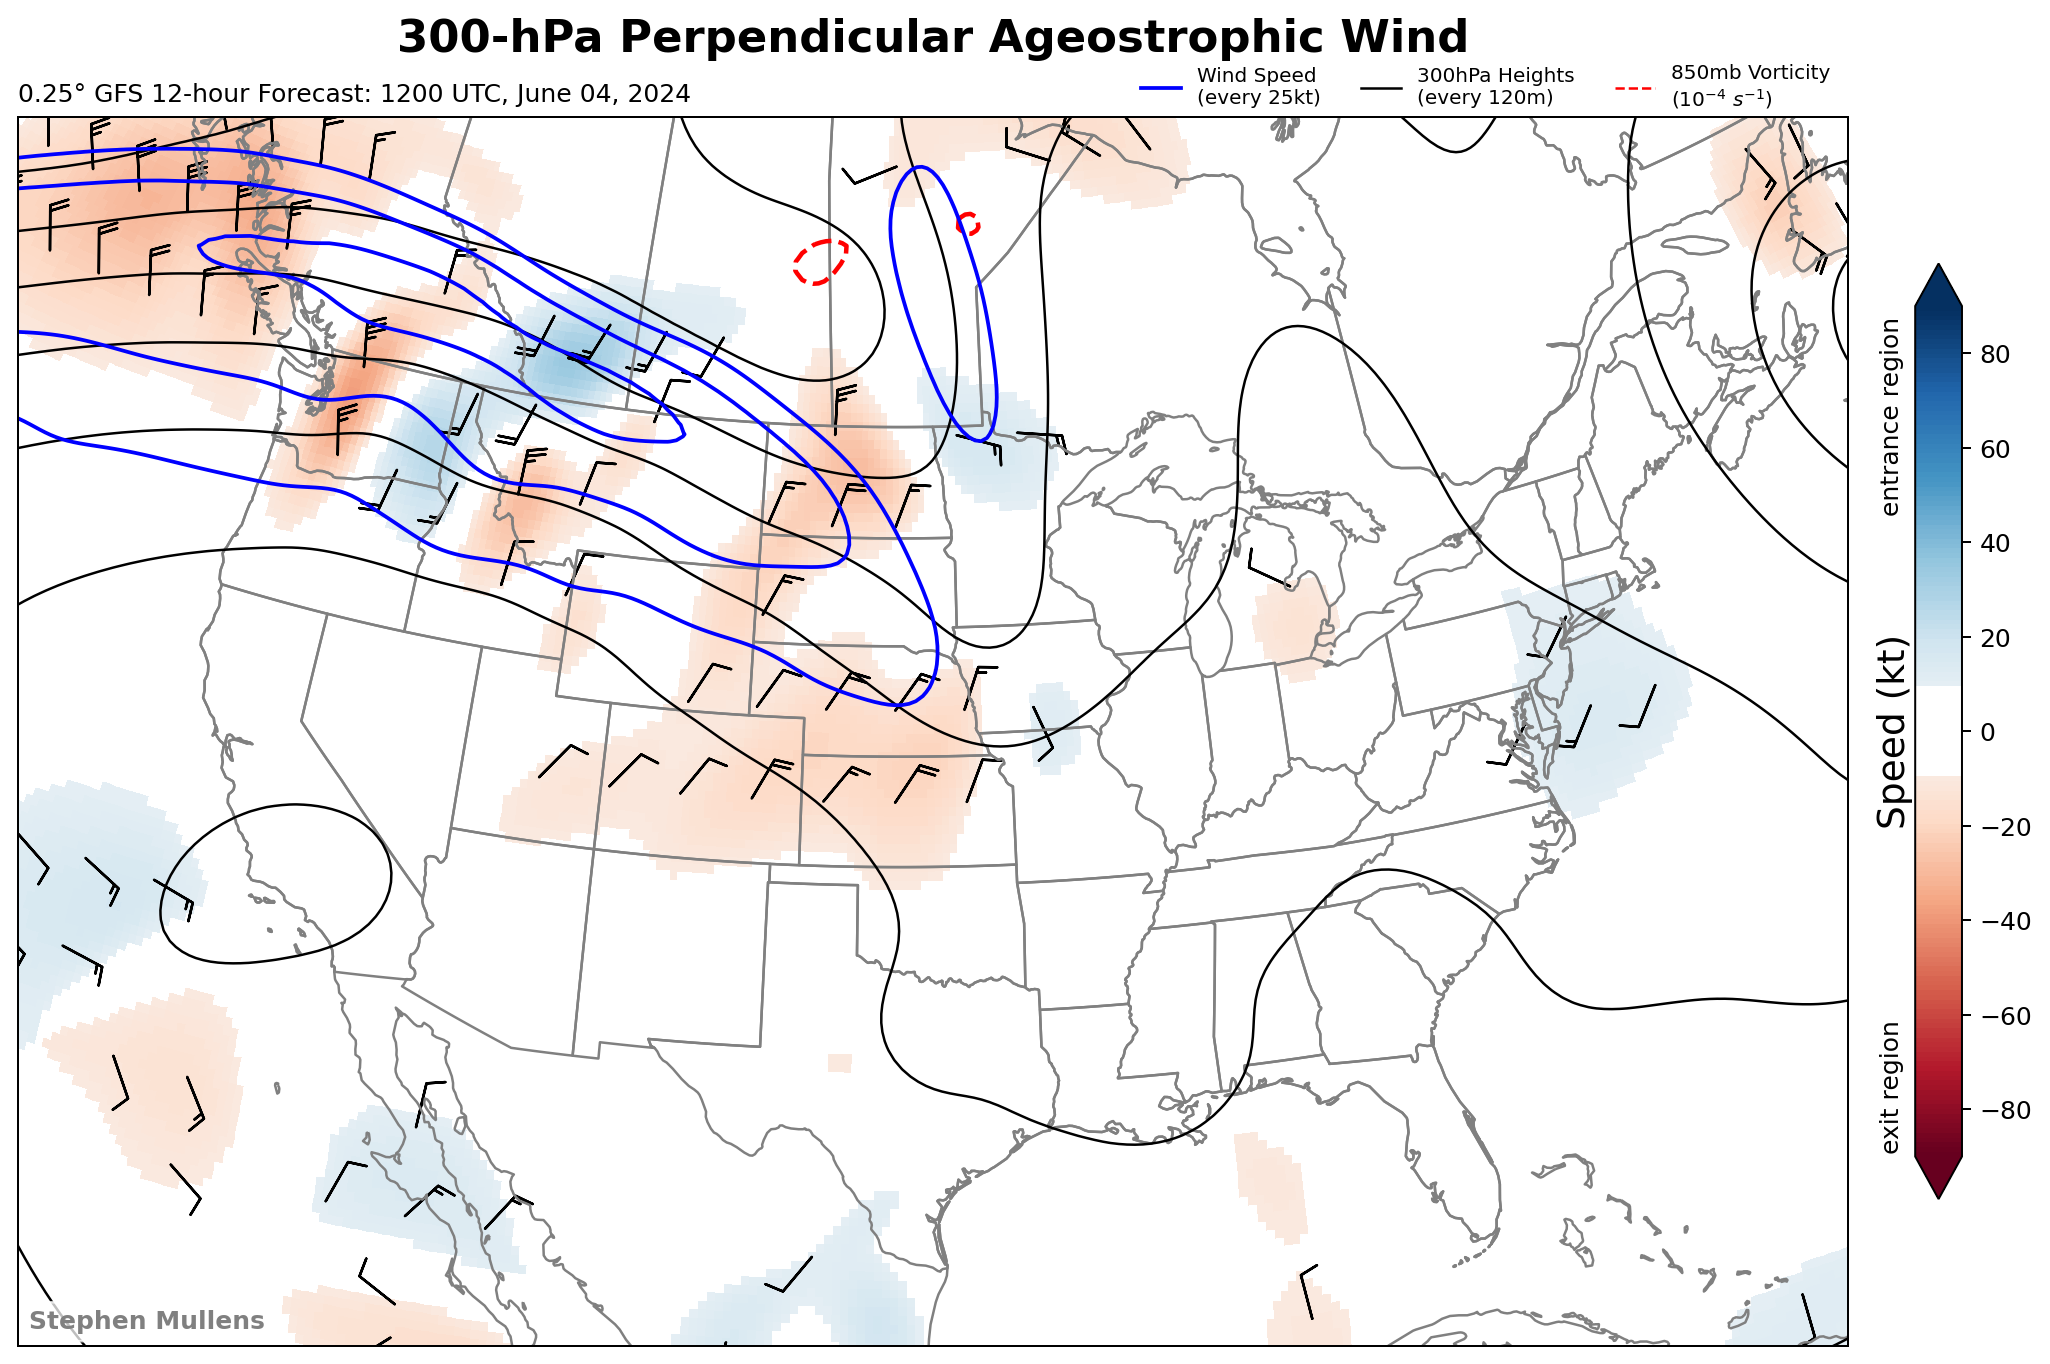 300-hPa Perpendicular Ageostrophic Wind
0.25° GFS 12-hour Forecast: 1200 UTC, June 04, 2024
Wind Speed
(every 25kt)
300hPa Heights
(every 120m)
850mb Vorticity
(10⁻⁴ s⁻¹)
entrance region
Speed (kt)
exit region
80
60
40
20
0
−20
−40
−60
−80
Stephen Mullens